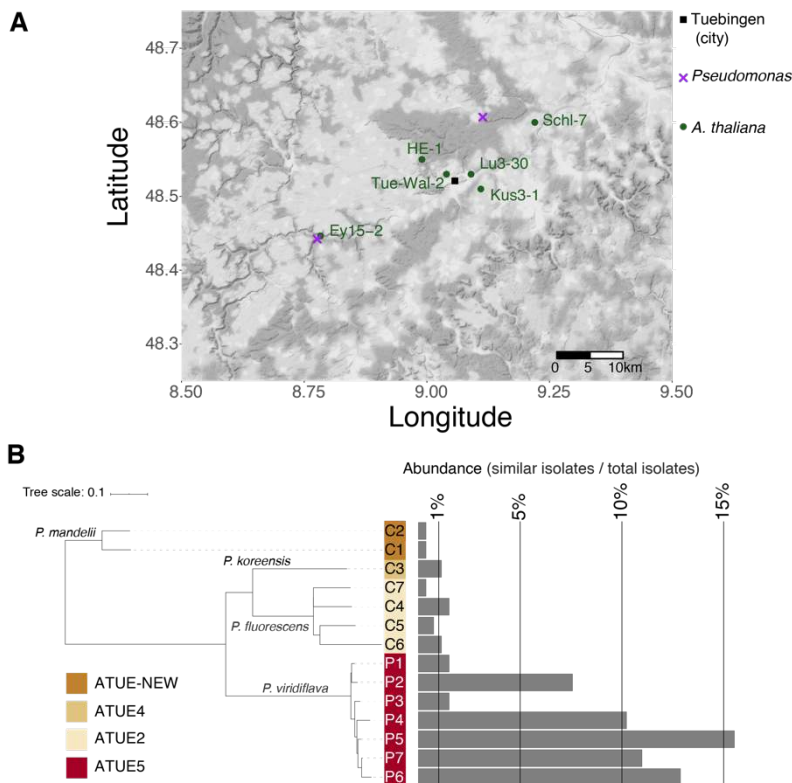 A
48.7
48.6
48.5
48.4
48.3
Latitude
8.50
8.75
9.00
9.25
9.50
Longitude
Schl-7
HE-1
Lu3-30
Tue-Wal-2
Kus3-1
Ey15-2
0 5 10km
Tuebingen
(city)
Pseudomonas
A. thaliana
B
Abundance (similar isolates / total isolates)
Tree scale: 0.1
1%
5%
10%
15%
P. mandelii
P. koreensis
P. fluorescens
P. viridiflava
C2
C1
C3
C7
C4
C5
C6
P1
P2
P3
P4
P5
P7
P6
ATUE-NEW
ATUE4
ATUE2
ATUE5